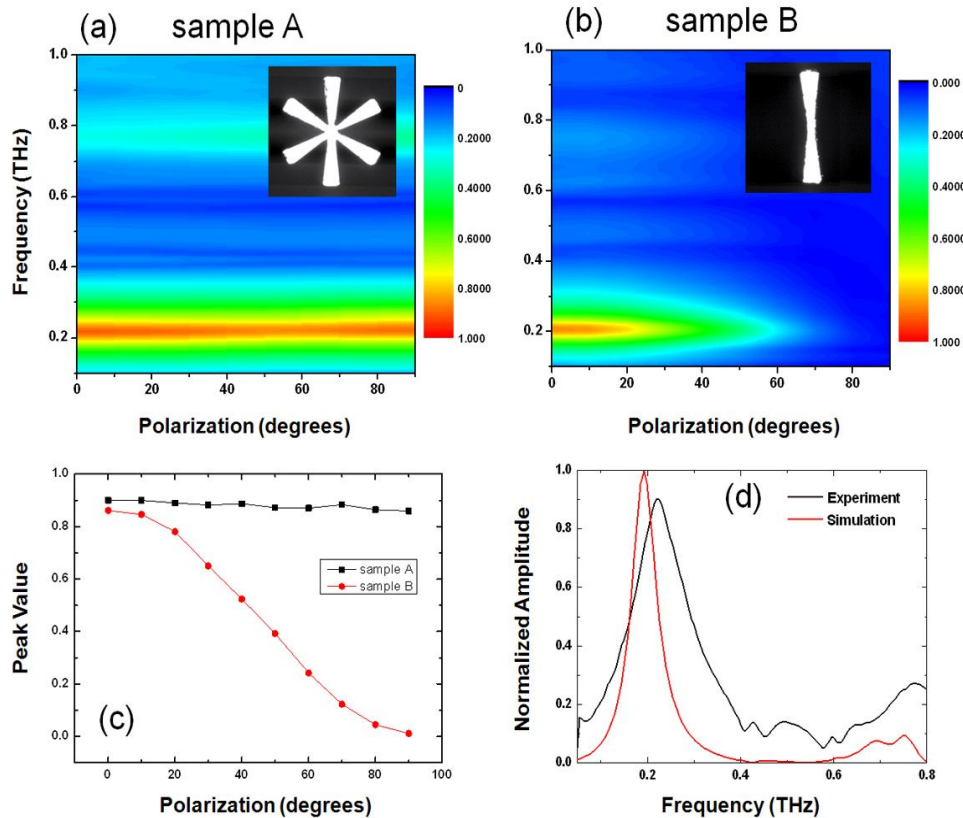 (a) sample A
(b) sample B
Frequency (THz)
1.0
0.8
0.6
0.4
0.2
0 20 40 60 80
Polarization (degrees)
0
0.2000
0.4000
0.6000
0.8000
1.000
1.0
0.8
0.6
0.4
0.2
0 20 40 60 80
Polarization (degrees)
0.000
0.2000
0.4000
0.6000
0.8000
1.000
Peak Value
1.0
0.8
0.6
0.4
0.2
0.0
sample A
sample B
(c)
0 20 40 60 80 100
Polarization (degrees)
Normalized Amplitude
1.0
0.8
0.6
0.4
0.2
0.0
(d)
Experiment
Simulation
0.2 0.4 0.6 0.8
Frequency (THz)